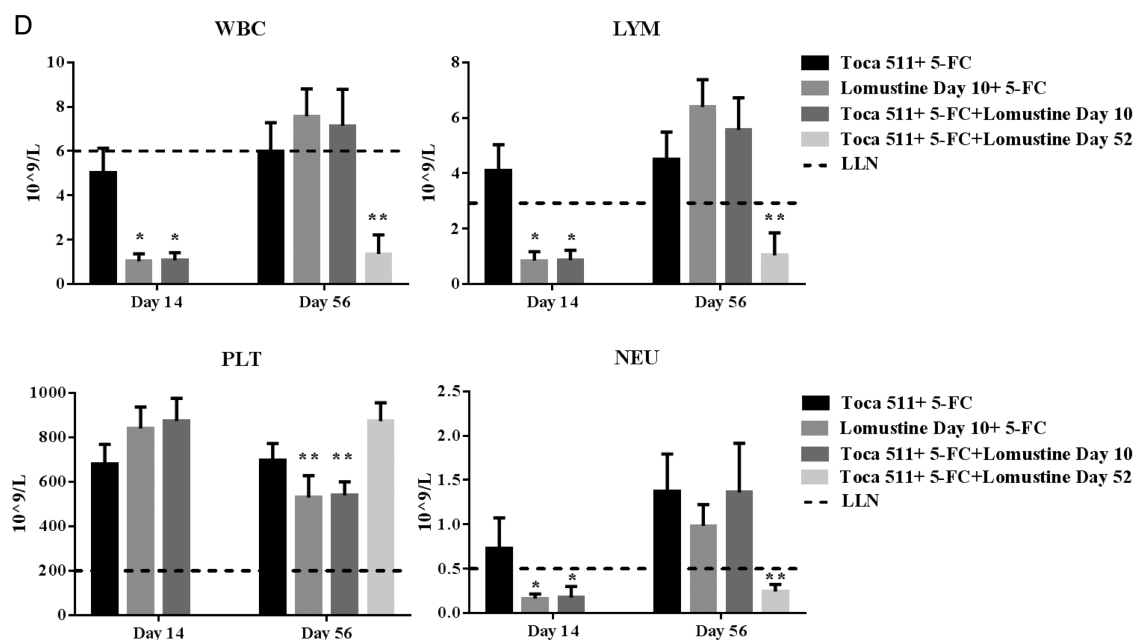 D
WBC
10^9/L
10
8
6
4
2
0
* * **
Day 14 Day 56
LYM
10^9/L
8
6
4
2
0
* * **
Day 14 Day 56
Toca 511+ 5-FC
Lomustine Day 10+ 5-FC
Toca 511+ 5-FC+Lomustine Day 10
Toca 511+ 5-FC+Lomustine Day 52
LLN
PLT
10^9/L
1000
800
600
400
200
0
** **
Day 14 Day 56
NEU
10^9/L
2.5
2.0
1.5
1.0
0.5
0.0
* * **
Day 14 Day 56
Toca 511+ 5-FC
Lomustine Day 10+ 5-FC
Toca 511+ 5-FC+Lomustine Day 10
Toca 511+ 5-FC+Lomustine Day 52
LLN